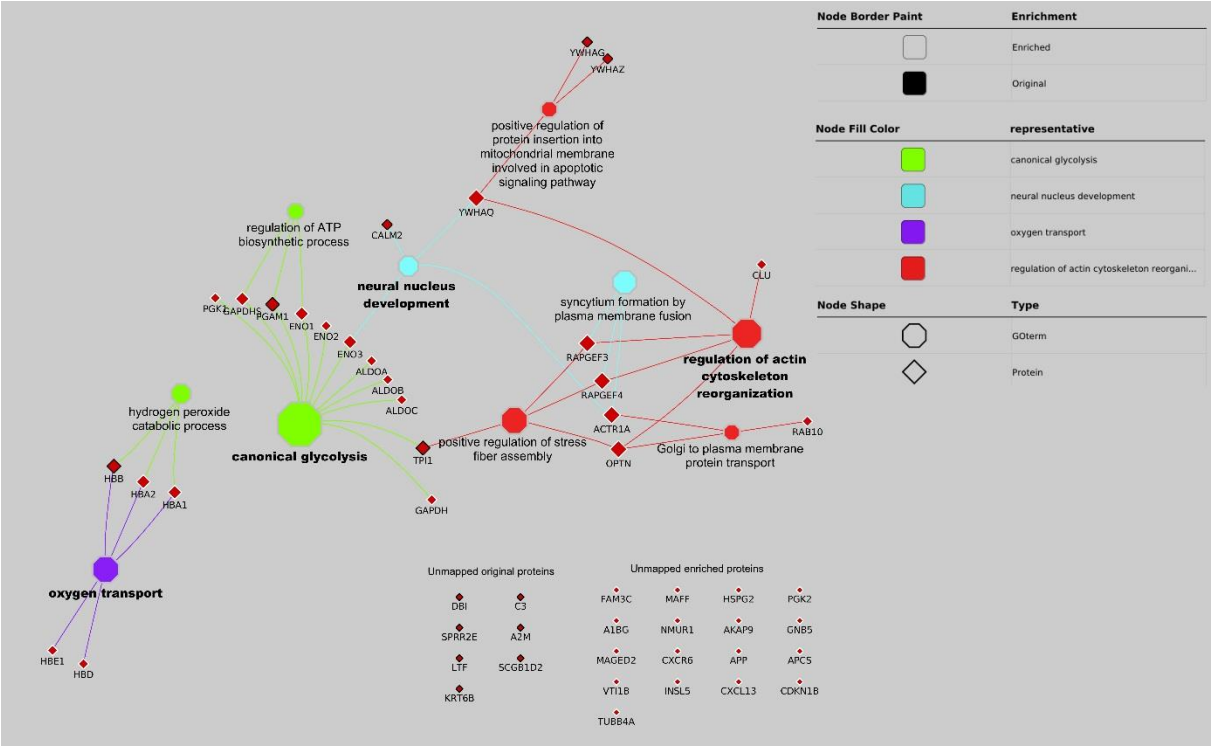 YWHAG
YWHAZ
positive regulation of
protein insertion into
mitochondrial membrane
involved in apoptotic
signaling pathway
YWHAQ
regulation of ATP
biosynthetic process
CALM2
neural nucleus
development
CLU
syncytium formation by
plasma membrane fusion
PGK1
GAPDHS
PGAM1
ENO1
ENO2
ENO3
RAPGEF3
regulation of actin
cytoskeleton
reorganization
ALDOA
ALDOB
ALDOC
RAPGEF4
hydrogen peroxide
catabolic process
ACTR1A
RAB10
canonical glycolysis
TPI1
positive regulation of stress
fiber assembly
OPTN
Golgi to plasma membrane
protein transport
HBB
HBA2
HBA1
GAPDH
oxygen transport
HBE1
HBD
Unmapped original proteins
DBI
C3
SPRR2E
A2M
LTF
SCGB1D2
KRT6B
Unmapped enriched proteins
FAM3C
MAFF
HSPG2
PGK2
A1BG
NMUR1
AKAP9
GNB5
MAGED2
CXCR6
APP
APCS
VTI1B
INSL5
CXCL13
CDKN1B
TUBB4A
Node Border Paint
Enrichment
Enriched
Original
Node Fill Color
representative
canonical glycolysis
neural nucleus development
oxygen transport
regulation of actin cytoskeleton reorgani...
Node Shape
Type
GOterm
Protein